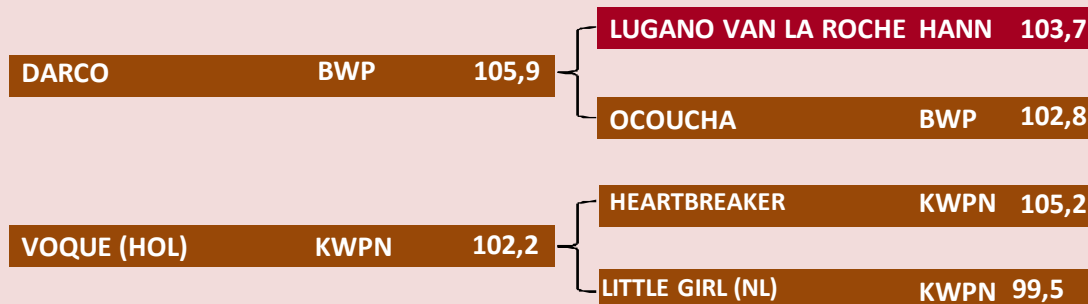 LUGANO VAN LA ROCHE HANN 103,7
DARCO BWP 105,9
OCOUCHA BWP 102,8
HEARTBREAKER KWPN 105,2
VOQUE (HOL) KWPN 102,2
LITTLE GIRL (NL) KWPN 99,5